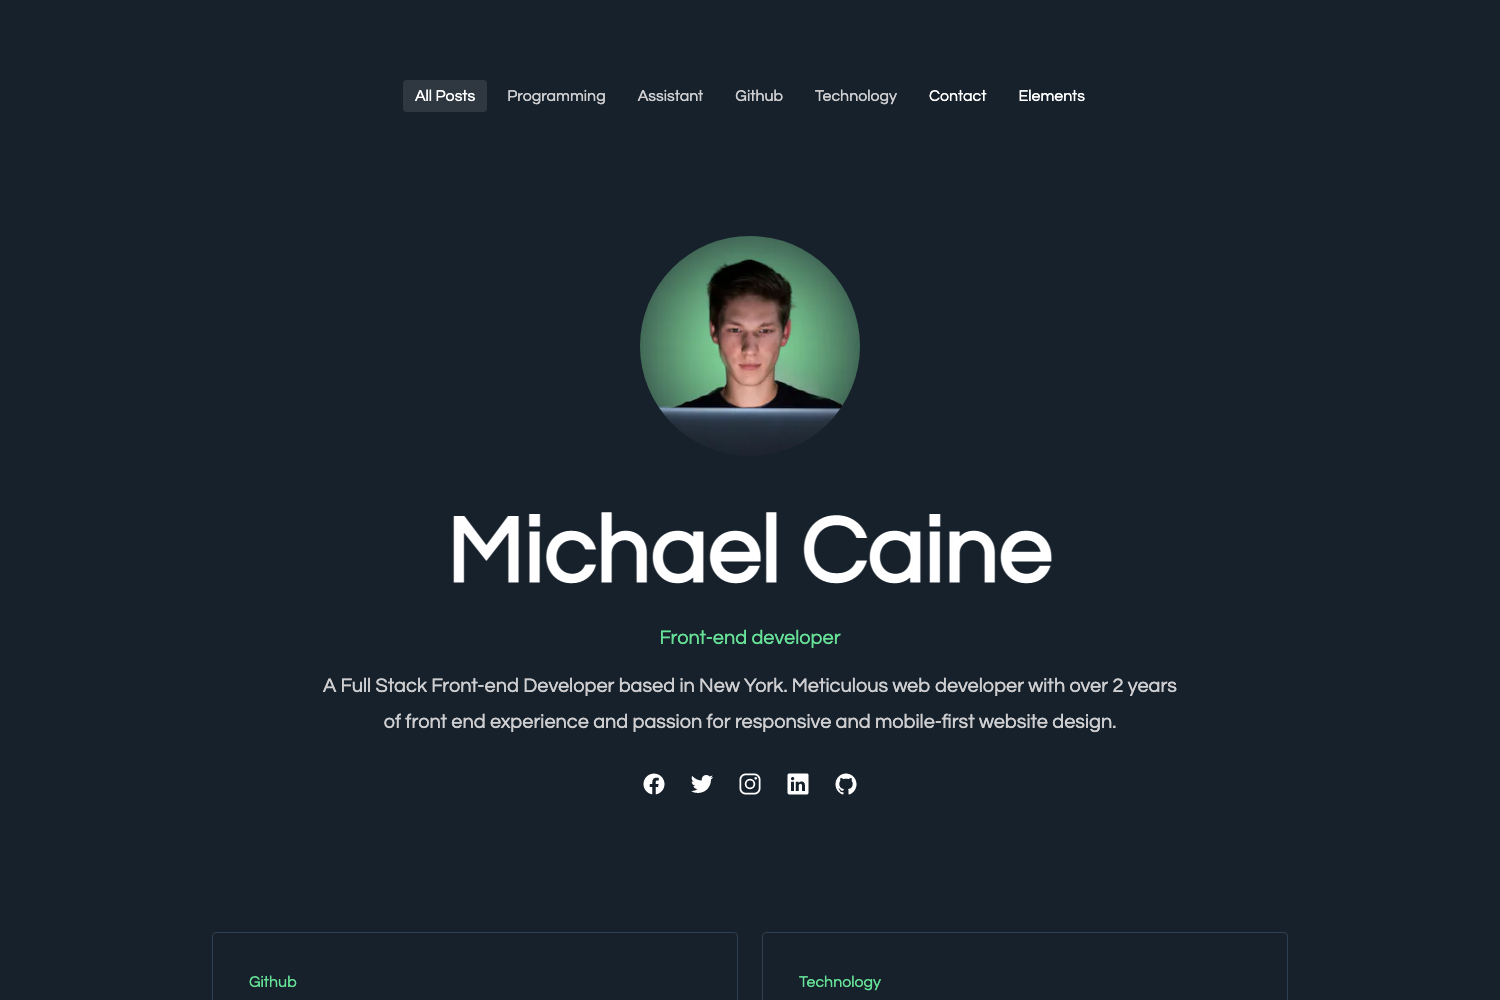 All Posts Programming Assistant Github Technology Contact Elements
Michael Caine
Front-end developer
A Full Stack Front-end Developer based in New York. Meticulous web developer with over 2 years
of front end experience and passion for responsive and mobile-first website design.
Github
Technology